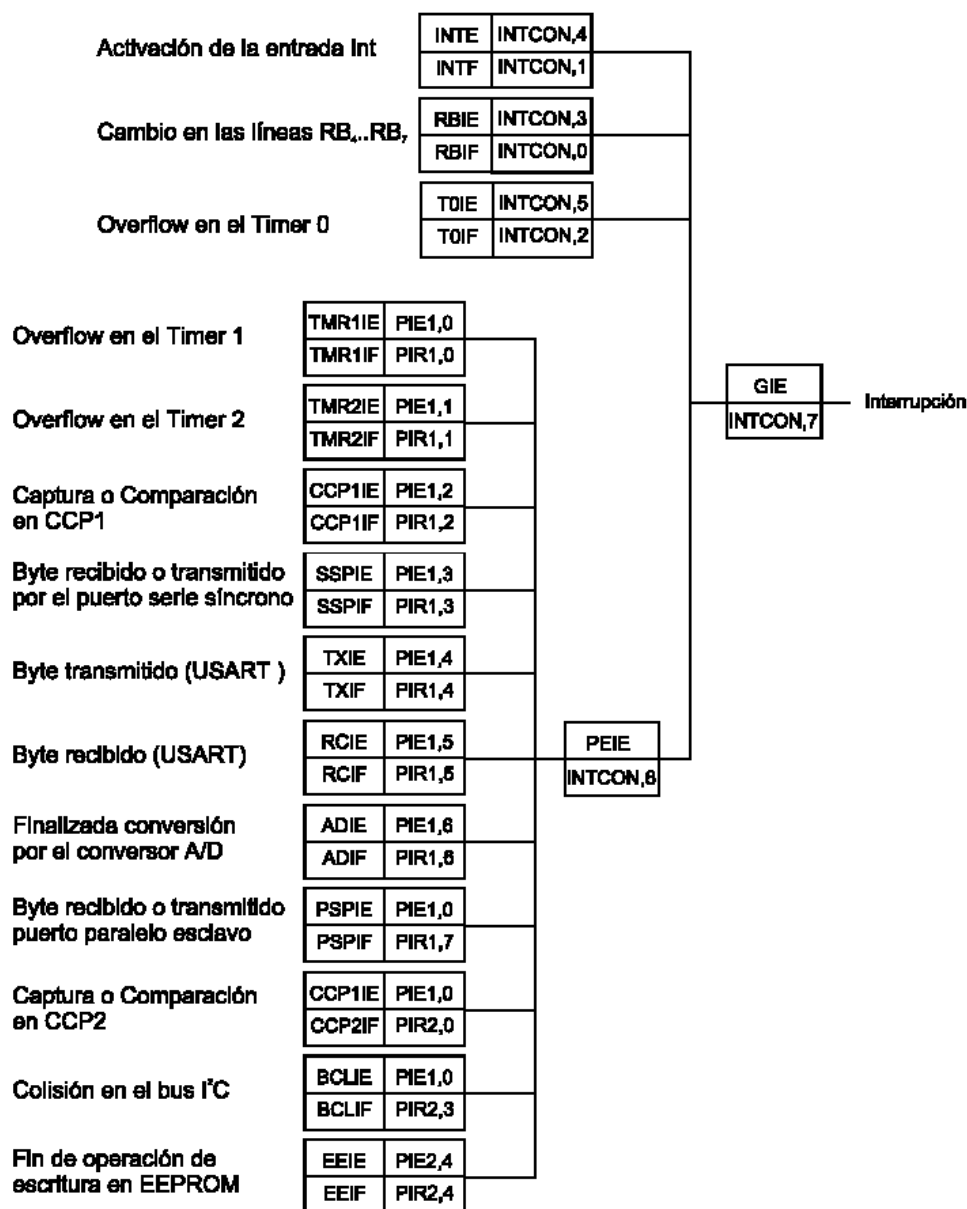 Activación de la entrada Int
INTE INTCON,4
INTF INTCON,1
Cambio en las líneas RB₄..RB₇
RBIE INTCON,3
RBIF INTCON,0
Overflow en el Timer 0
T0IE INTCON,5
T0IF INTCON,2
Overflow en el Timer 1
TMR1IE PIE1,0
TMR1IF PIR1,0
Overflow en el Timer 2
TMR2IE PIE1,1
TMR2IF PIR1,1
Captura o Comparación
en CCP1
CCP1IE PIE1,2
CCP1IF PIR1,2
Byte recibido o transmitido
por el puerto serie síncrono
SSPIE PIE1,3
SSPIF PIR1,3
Byte transmitido (USART )
TXIE PIE1,4
TXIF PIR1,4
Byte recibido (USART)
RCIE PIE1,5
RCIF PIR1,5
Finalizada conversión
por el conversor A/D
ADIE PIE1,6
ADIF PIR1,6
Byte recibido o transmitido
puerto paralelo esclavo
PSPIE PIE1,0
PSPIF PIR1,7
Captura o Comparación
en CCP2
CCP1IE PIE1,0
CCP2IF PIR2,0
Colisión en el bus I²C
BCLIE PIE1,0
BCLIF PIR2,3
Fin de operación de
escritura en EEPROM
EEIE PIE2,4
EEIF PIR2,4
PEIE
INTCON,6
GIE
INTCON,7
Interrupción